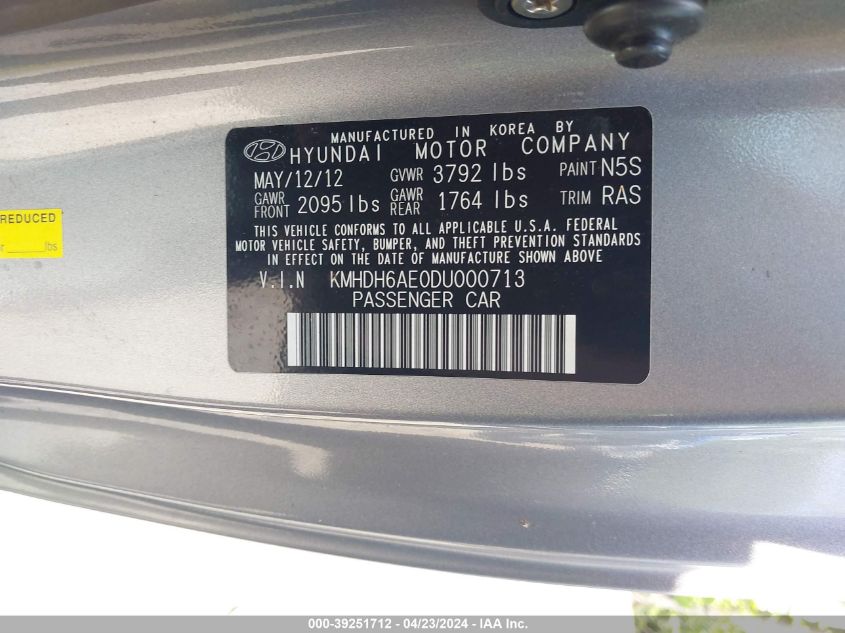 MANUFACTURED IN KOREA BY
HYUNDAI MOTOR COMPANY
MAY/12/12 GVWR 3792 lbs PAINT N5S
GAWR FRONT 2095 lbs GAWR REAR 1764 lbs TRIM RAS
THIS VEHICLE CONFORMS TO ALL APPLICABLE U.S.A. FEDERAL
MOTOR VEHICLE SAFETY, BUMPER, AND THEFT PREVENTION STANDARDS
IN EFFECT ON THE DATE OF MANUFACTURE SHOWN ABOVE
V.I.N KMHDH6AE0DU000713
PASSENGER CAR
REDUCED
lbs
000-39251712 - 04/23/2024 - IAA Inc.